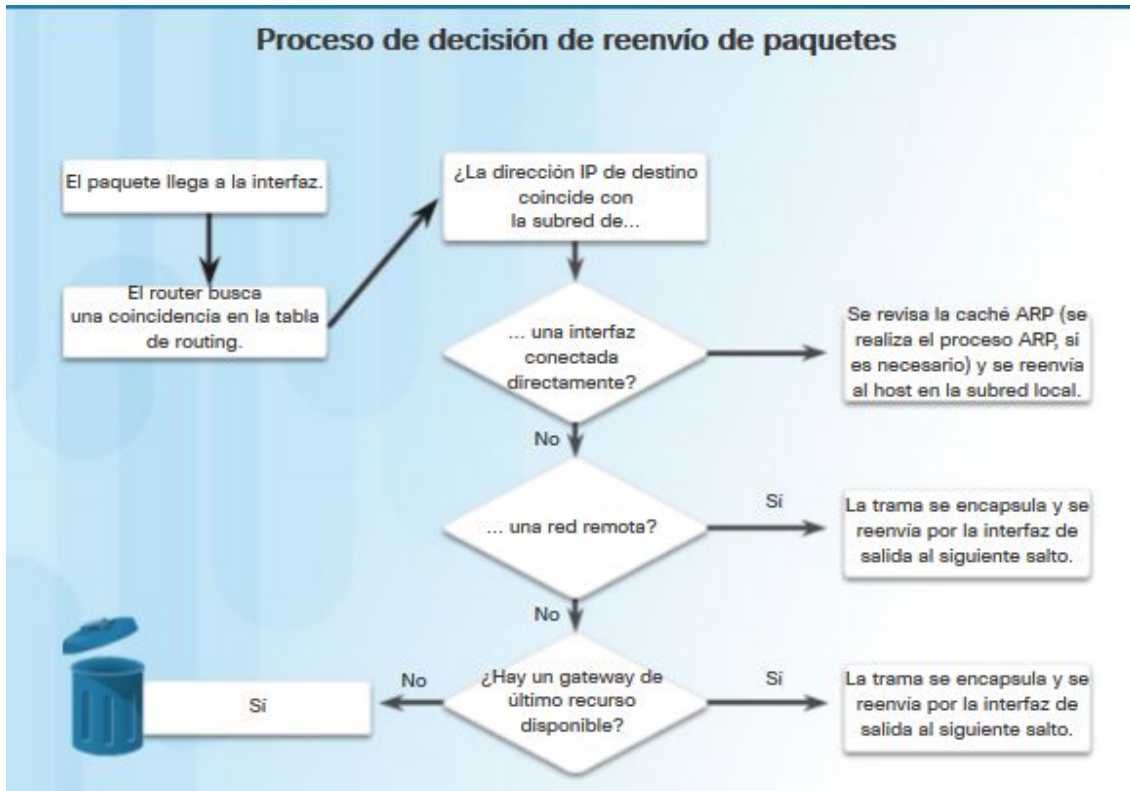 Proceso de decisión de reenvío de paquetes
El paquete llega a la interfaz.
El router busca
una coincidencia en la tabla
de routing.
¿La dirección IP de destino
coincide con
la subred de...
... una interfaz
conectada
directamente?
Se revisa la caché ARP (se
realiza el proceso ARP, si
es necesario) y se reenvía
al host en la subred local.
No
... una red remota?
Sí
La trama se encapsula y se
reenvía por la interfaz de
salida al siguiente salto.
No
¿Hay un gateway de
último recurso
disponible?
No
Sí
Sí
La trama se encapsula y se
reenvía por la interfaz de
salida al siguiente salto.